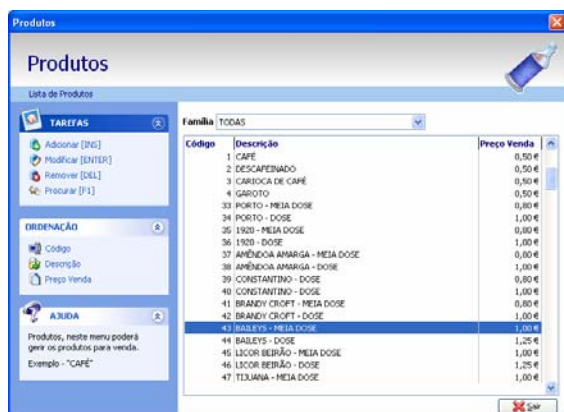 Produtos
Produtos
Lista de Produtos
TAREFAS
Adicionar [INS]
Modificar [ENTER]
Remover [DEL]
Procurar [F1]
ORDENAÇÃO
Código
Descrição
Preço Venda
AJUDA
Produtos, neste menu poderá
gerir os produtos para venda.
Exemplo - "CAFÉ"
Família TODAS
Código Descrição Preço Venda
1 CAFÉ 0,50 €
2 DESCAFEINADO 0,50 €
3 CARIOCA DE CAFÉ 0,50 €
4 GAROTO 0,50 €
33 PORTO - MEIA DOSE 0,80 €
34 PORTO - DOSE 1,00 €
35 1920 - MEIA DOSE 0,80 €
36 1920 - DOSE 1,00 €
37 AMÊNDOA AMARGA - MEIA DOSE 0,80 €
38 AMÊNDOA AMARGA - DOSE 1,00 €
39 CONSTANTINO - DOSE 0,80 €
40 CONSTANTINO - DOSE 1,00 €
41 BRANDY CROFT - MEIA DOSE 0,80 €
42 BRANDY CROFT - DOSE 1,00 €
43 BAILEYS - MEIA DOSE 1,00 €
44 BAILEYS - DOSE 1,25 €
45 LICOR BEIRÃO - MEIA DOSE 1,00 €
46 LICOR BEIRÃO - DOSE 1,25 €
47 TIJUANA - MEIA DOSE 1,00 €
Sair